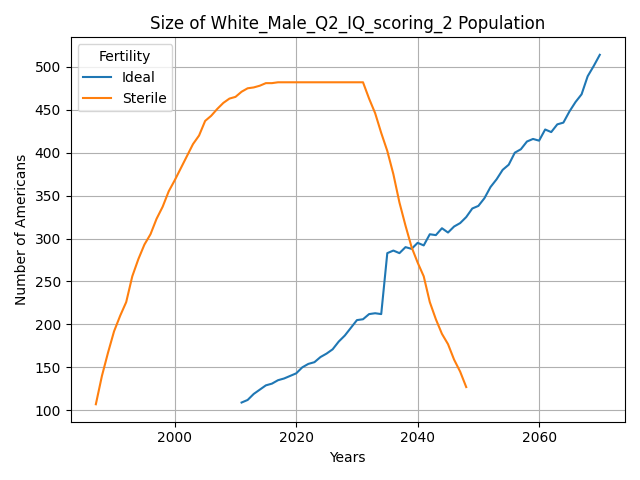 Size of White_Male_Q2_IQ_scoring_2 Population
Fertility
Ideal
Sterile
Number of Americans
500
450
400
350
300
250
200
150
100
2000
2020
2040
2060
Years